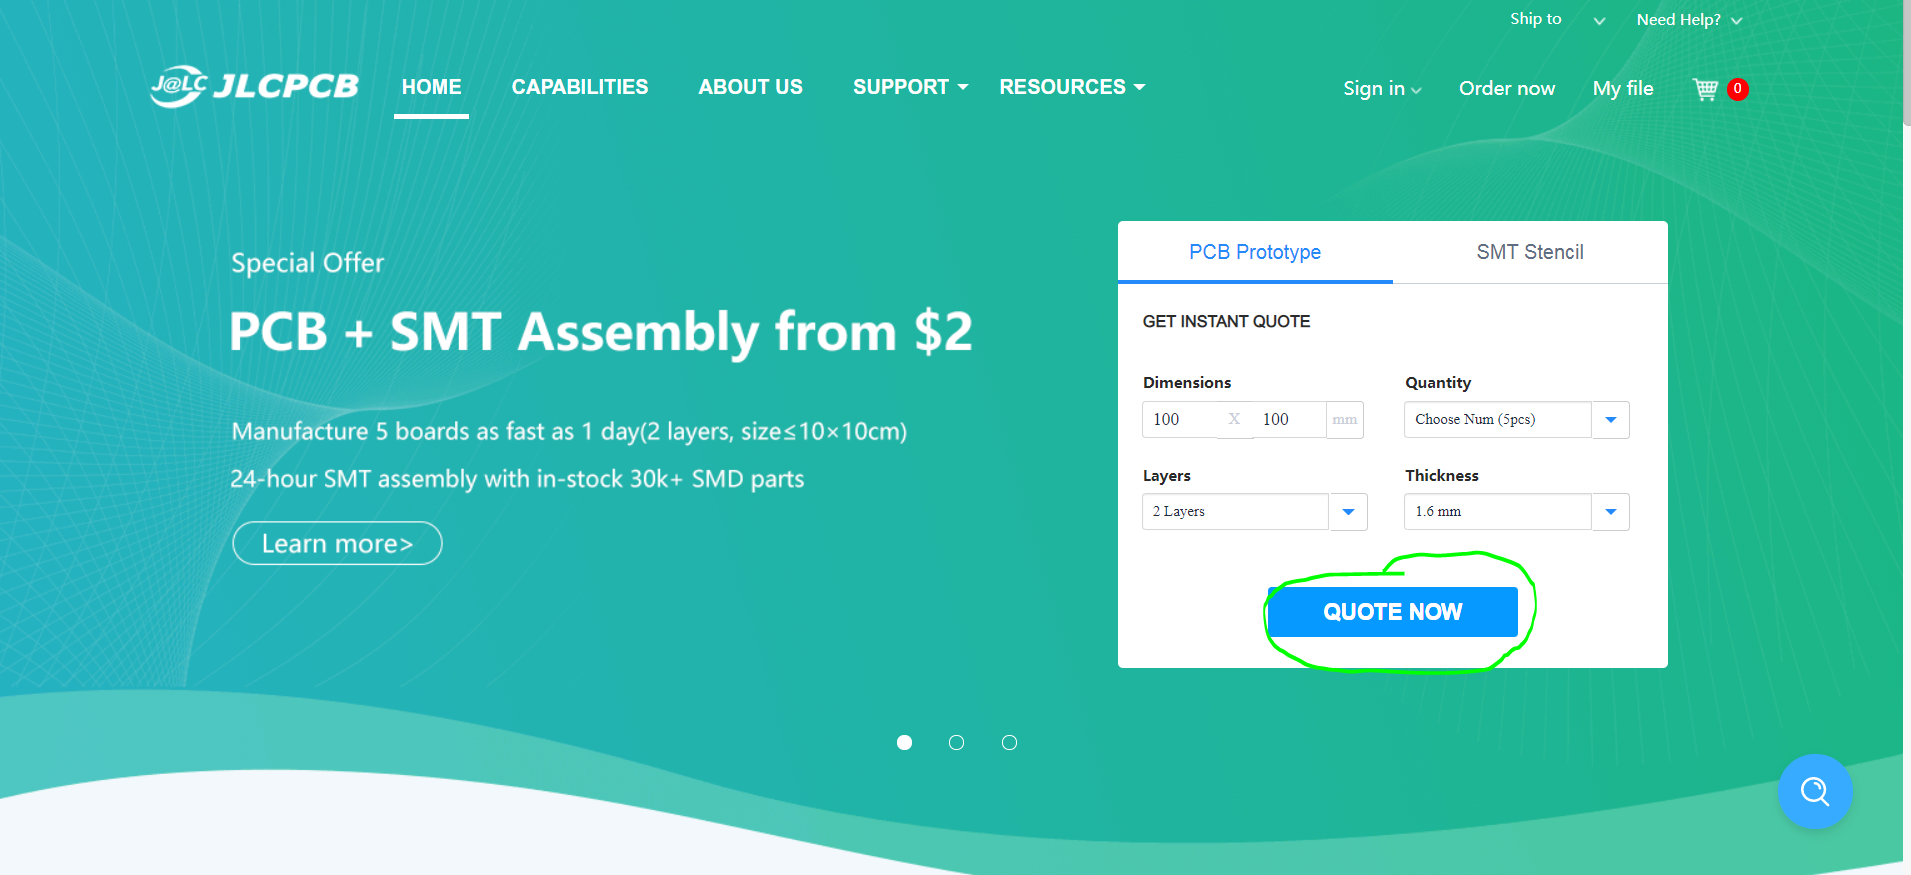 Ship to
Need Help?
J@LC JLCPCB
HOME
CAPABILITIES
ABOUT US
SUPPORT
RESOURCES
Sign in
Order now
My file
0
Special Offer
PCB + SMT Assembly from $2
Manufacture 5 boards as fast as 1 day(2 layers, size≤10×10cm)
24-hour SMT assembly with in-stock 30k+ SMD parts
Learn more>
PCB Prototype
SMT Stencil
GET INSTANT QUOTE
Dimensions
Quantity
100 X 100 mm
Choose Num (5pcs)
Layers
Thickness
2 Layers
1.6 mm
QUOTE NOW